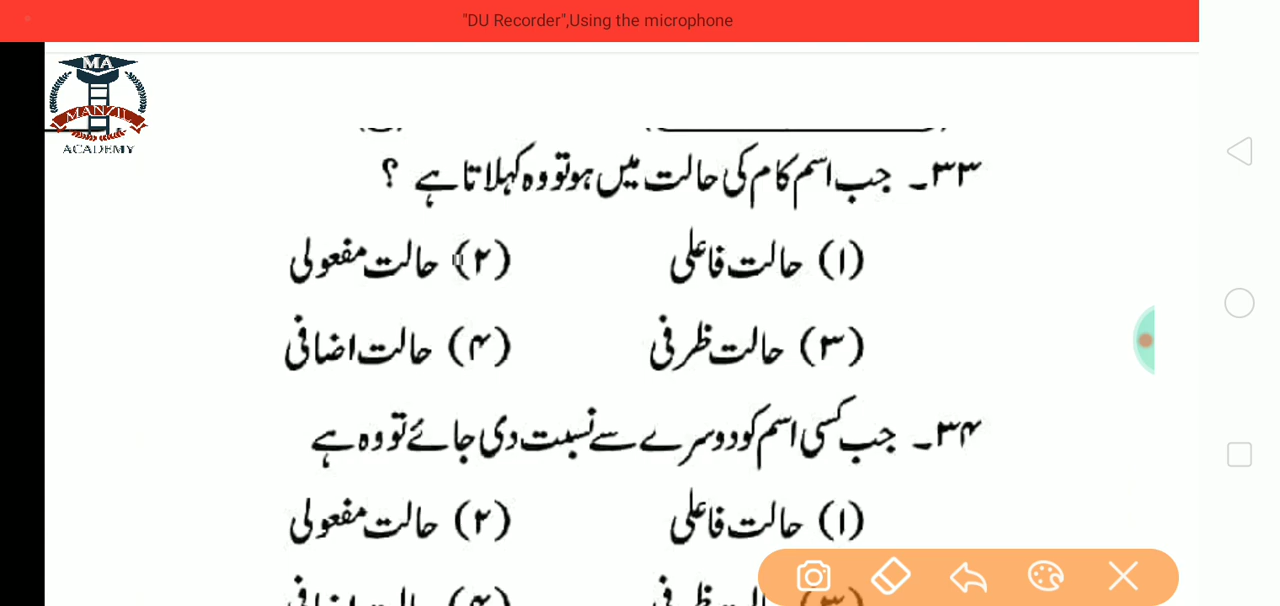 "DU Recorder",Using the microphone
MA
MANZIL
ACADEMY
۳۳۔ جب اسم کام کی حالت میں ہو تو وہ کہلاتا ہے ؟
(۱) حالت فاعلی (۲) حالت مفعولی
(۳) حالت ظرفی (۴) حالت اضافی
۳۴۔ جب کسی اسم کو دوسرے سے نسبت دی جائے تو وہ ہے
(۱) حالت فاعلی (۲) حالت مفعولی